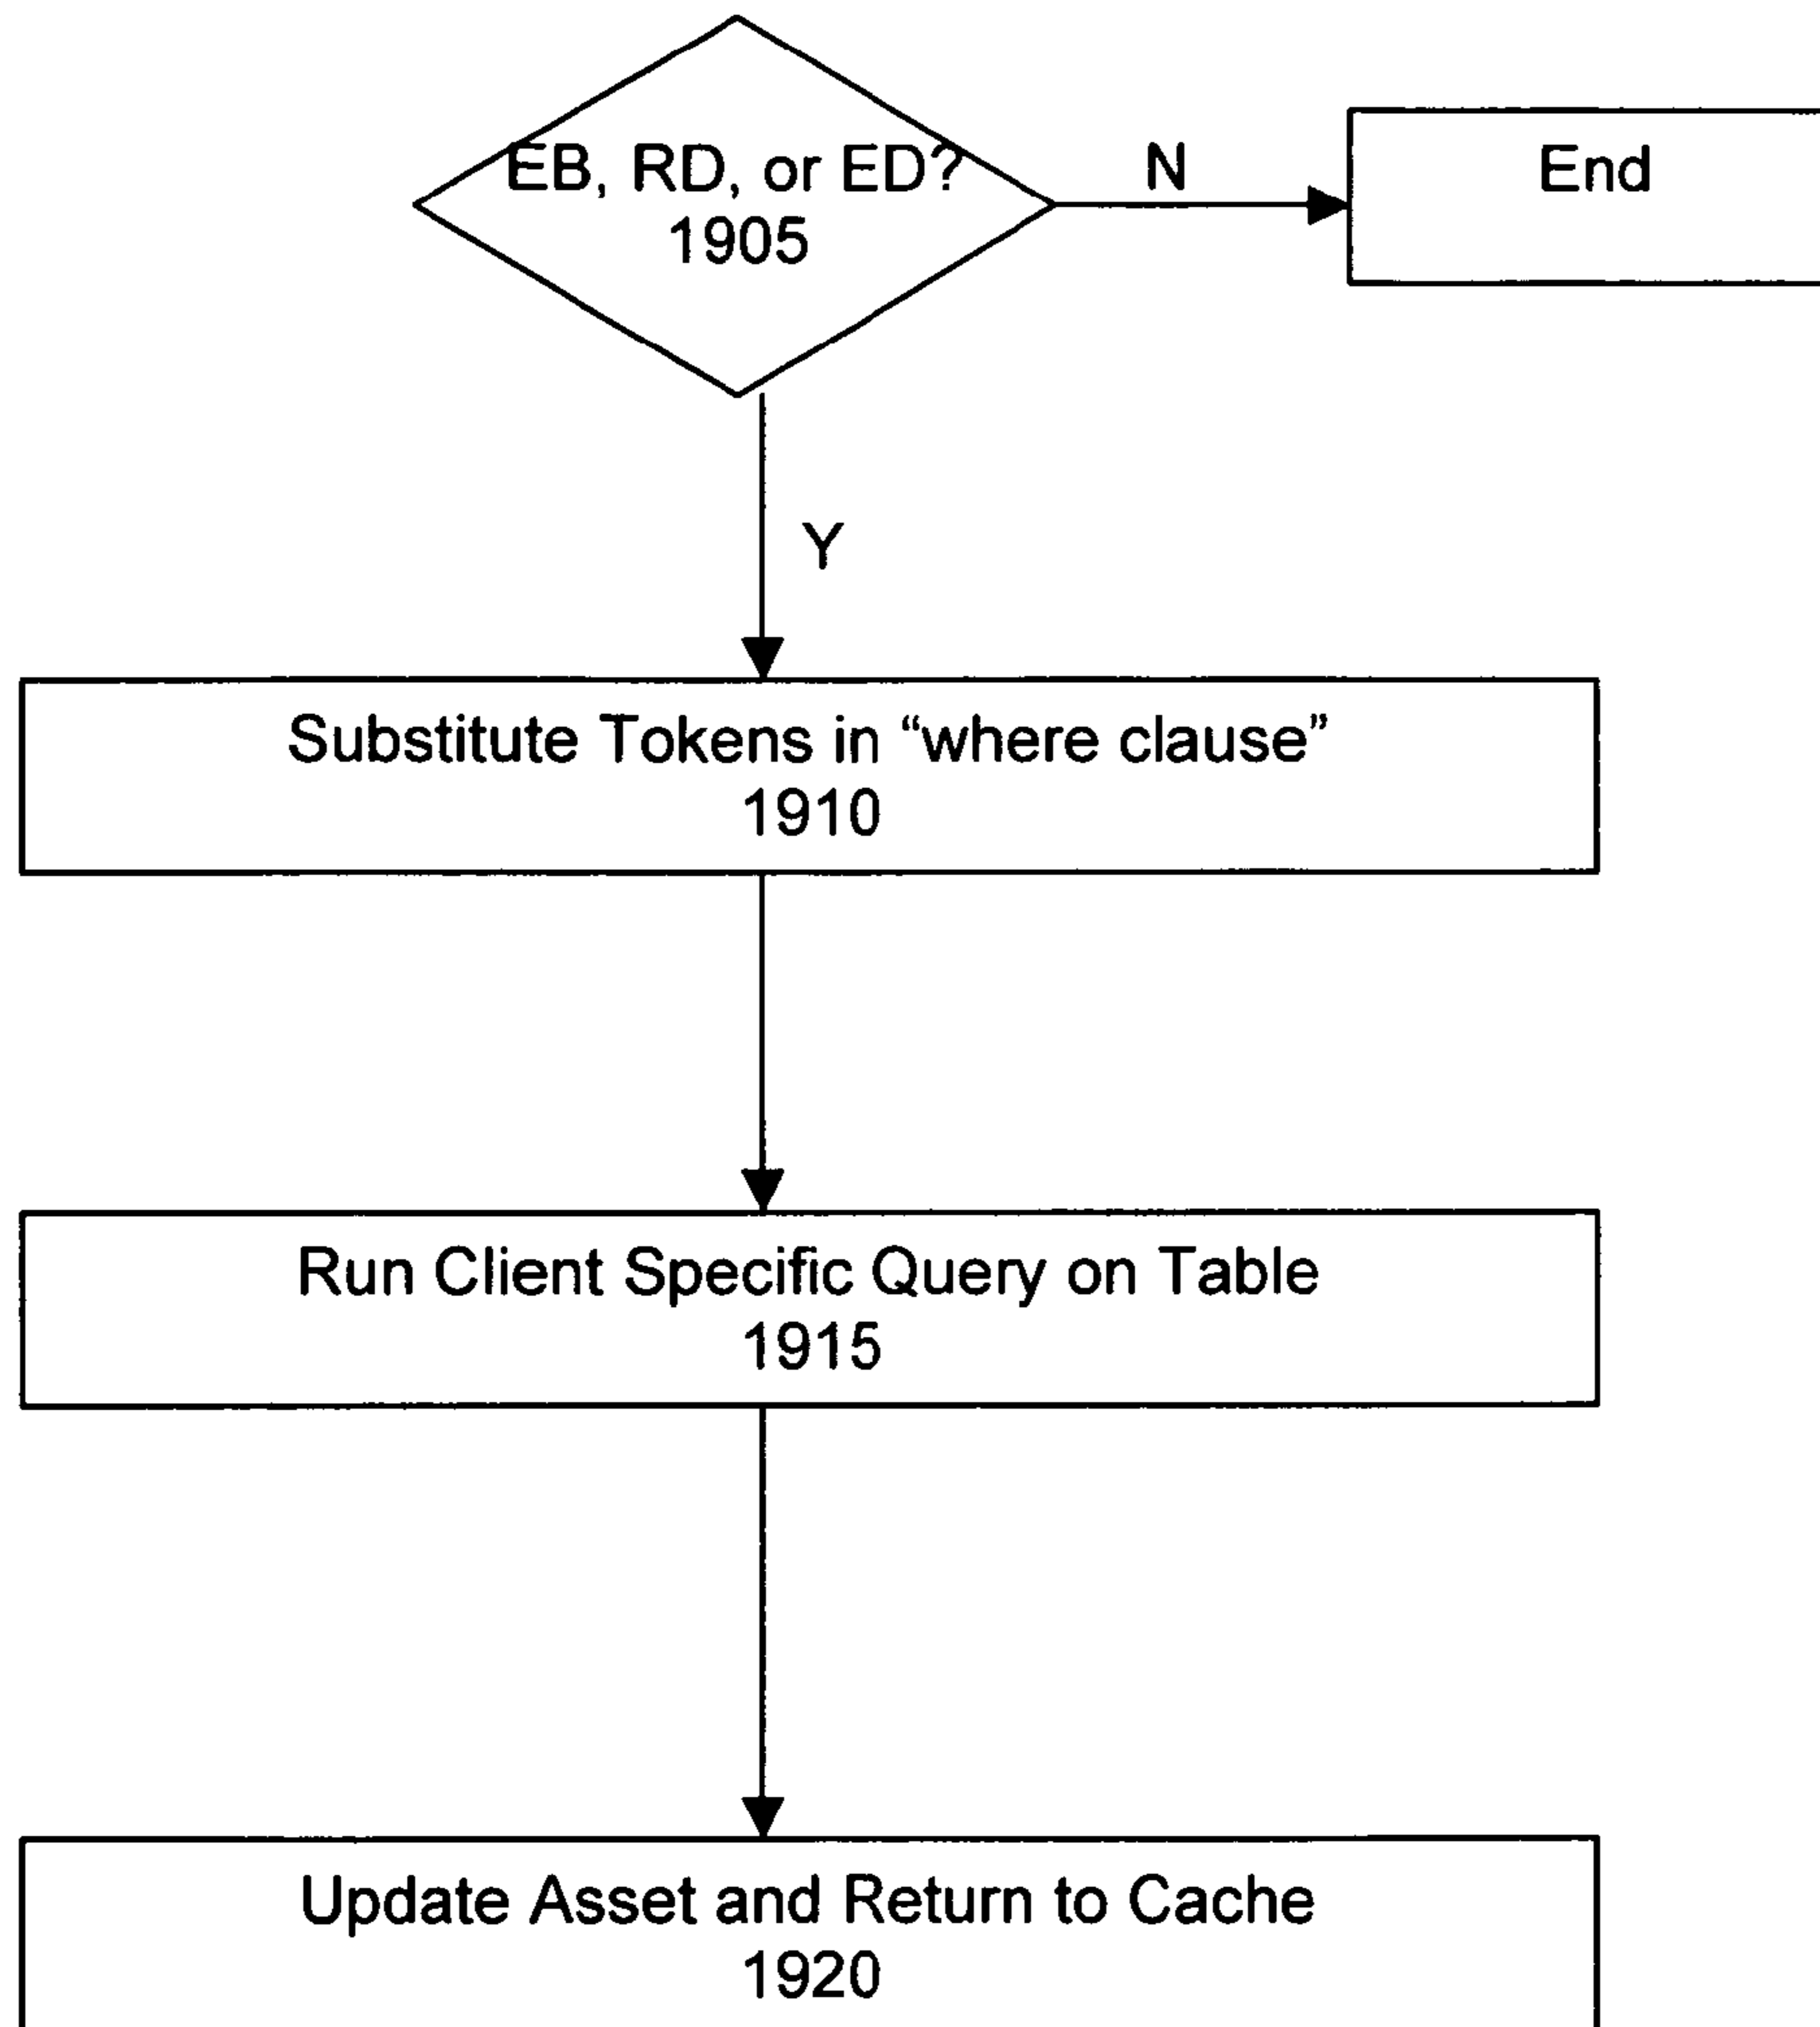 EB, RD, or ED?
1905
N
End
Y
Substitute Tokens in “where clause”
1910
Run Client Specific Query on Table
1915
Update Asset and Return to Cache
1920